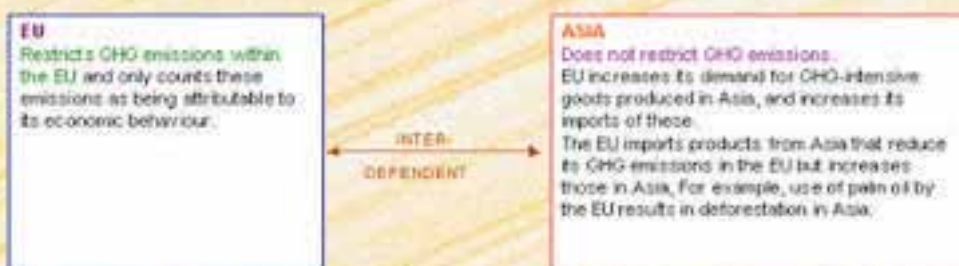 EU
Restricts GHG emissions within
the EU and only counts these
emissions as being attributable to
its economic behaviour.
INTER-
DEPENDENT
ASIA
Does not restrict GHG emissions.
EU increases its demand for GHG-intensive
goods produced in Asia, and increases its
imports of these.
The EU imports products from Asia that reduce
its GHG emissions in the EU but increases
those in Asia, For example, use of palm oil by
the EU results in deforestation in Asia.